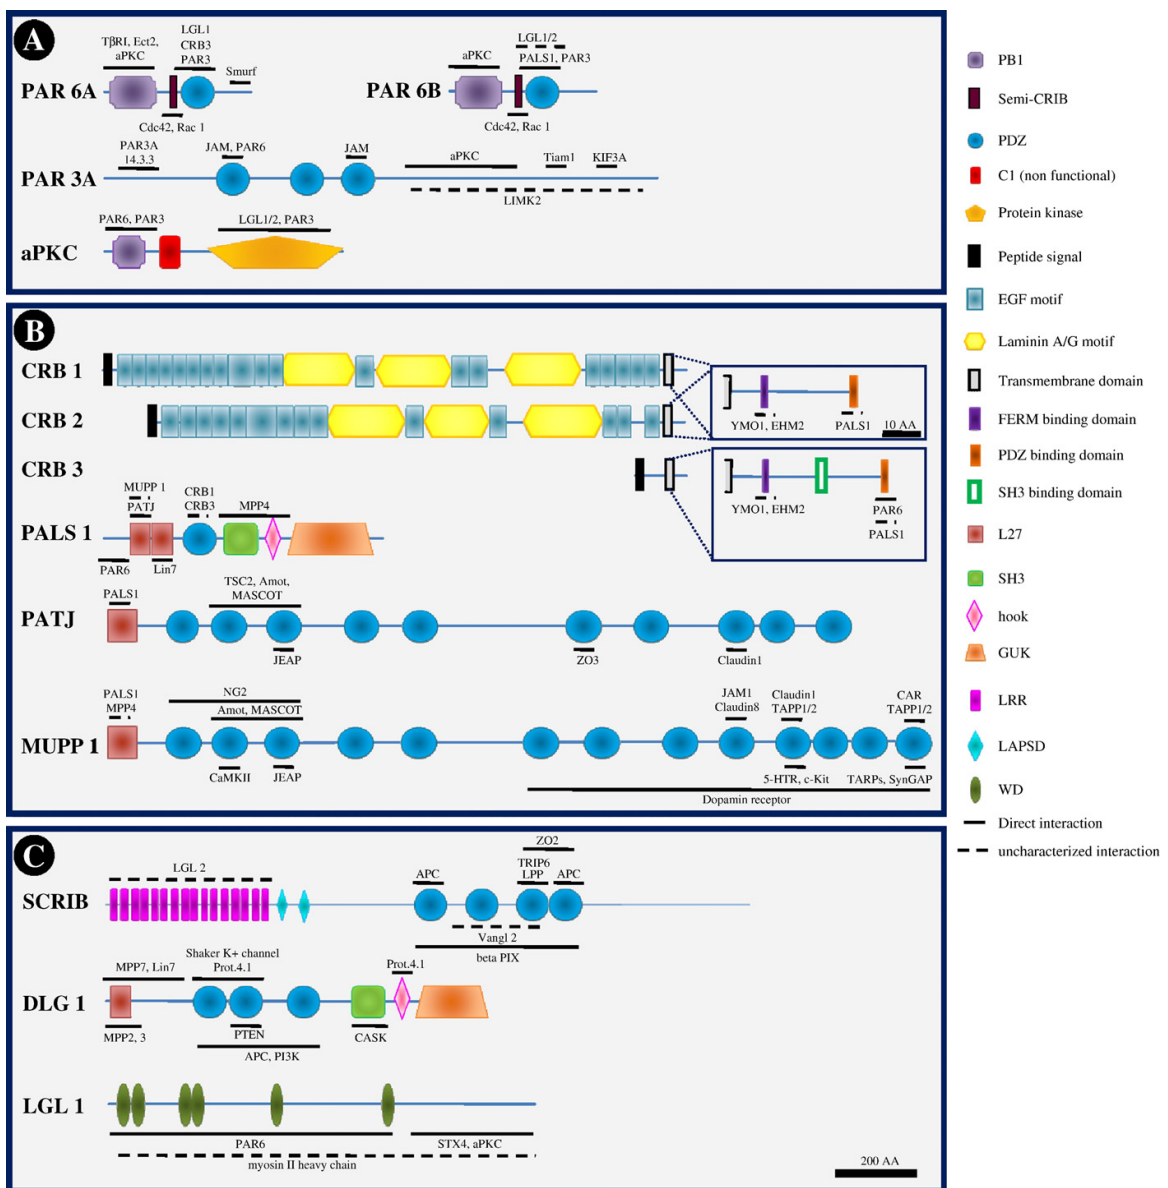 A
TβRI, Ect2,
aPKC
LGL1
CRB3
PAR3
Smurf
PAR 6A
Cdc42, Rac 1
LGL1/2
aPKC
PALS1, PAR3
PAR 6B
Cdc42, Rac 1
PAR3A
14.3.3
JAM, PAR6
JAM
aPKC
Tiam1
KIF3A
PAR 3A
LIMK2
PAR6, PAR3
LGL1/2, PAR3
aPKC
B
CRB 1
YMO1, EHM2
PALS1
10 AA
CRB 2
CRB 3
YMO1, EHM2
PAR6
PALS1
MUPP 1
PATJ
CRB1
CRB3
MPP4
PALS 1
PAR6
Lin7
PALS1
TSC2, Amot,
MASCOT
PATJ
JEAP
ZO3
Claudin1
PALS1
MPP4
NG2
Amot, MASCOT
JAM1
Claudin8
Claudin1
TAPP1/2
CAR
TAPP1/2
MUPP 1
CaMKII
JEAP
5-HTR, c-Kit
TARPs, SynGAP
Dopamin receptor
C
LGL 2
APC
ZO2
TRIP6
LPP
APC
SCRIB
Vangl 2
beta PIX
MPP7, Lin7
Shaker K+ channel
Prot.4.1
Prot.4.1
DLG 1
MPP2, 3
PTEN
CASK
APC, PI3K
LGL 1
PAR6
STX4, aPKC
myosin II heavy chain
200 AA
PB1
Semi-CRIB
PDZ
C1 (non functional)
Protein kinase
Peptide signal
EGF motif
Laminin A/G motif
Transmembrane domain
FERM binding domain
PDZ binding domain
SH3 binding domain
L27
SH3
hook
GUK
LRR
LAPSD
WD
Direct interaction
uncharacterized interaction